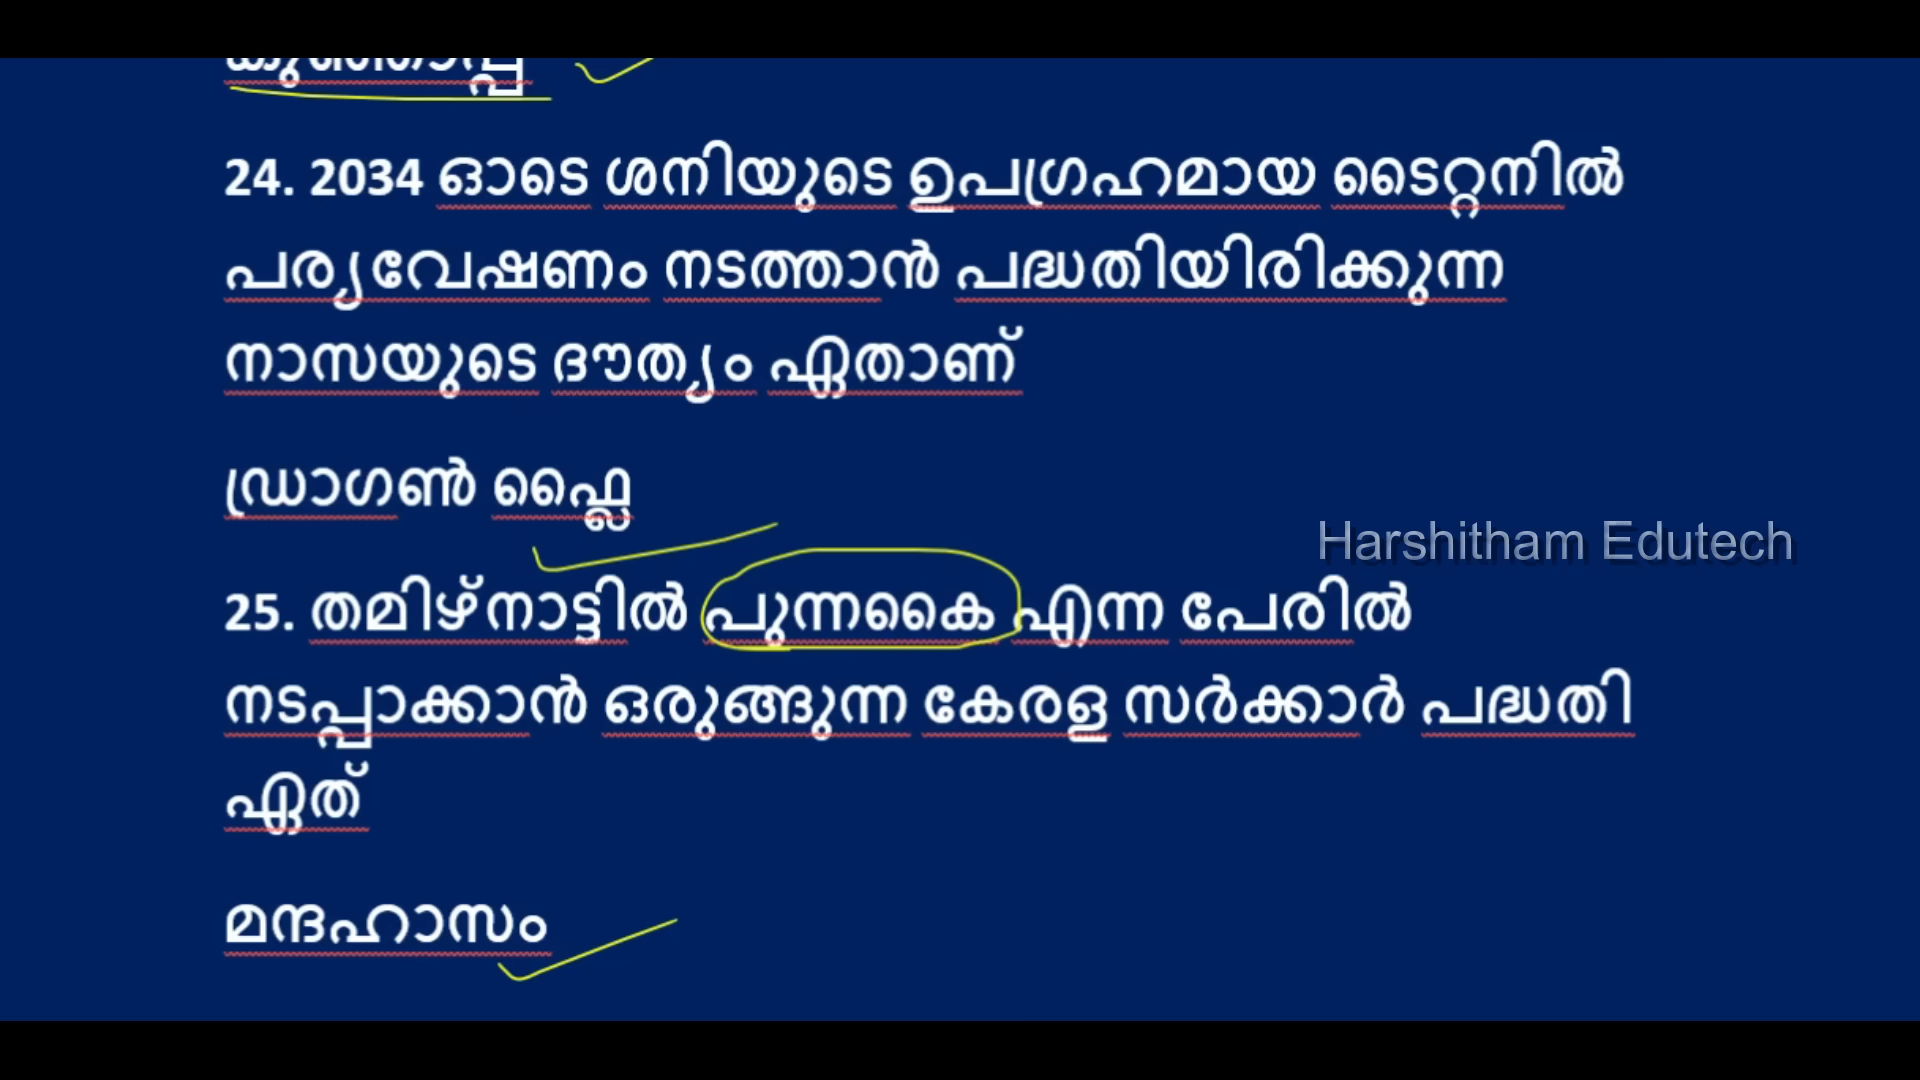 24. 2034 ഓടെ ശനിയുടെ ഉപഗ്രഹമായ ടൈറ്റനിൽ
പര്യവേഷണം നടത്താൻ പദ്ധതിയിരിക്കുന്ന
നാസയുടെ ദൗത്യം ഏതാണ്
ഡ്രാഗൺ ഫ്ലൈ
Harshitham Edutech
25. തമിഴ്നാട്ടിൽ പുന്നകൈ എന്ന പേരിൽ
നടപ്പാക്കാൻ ഒരുങ്ങുന്ന കേരള സർക്കാർ പദ്ധതി
ഏത്
മന്ദഹാസം